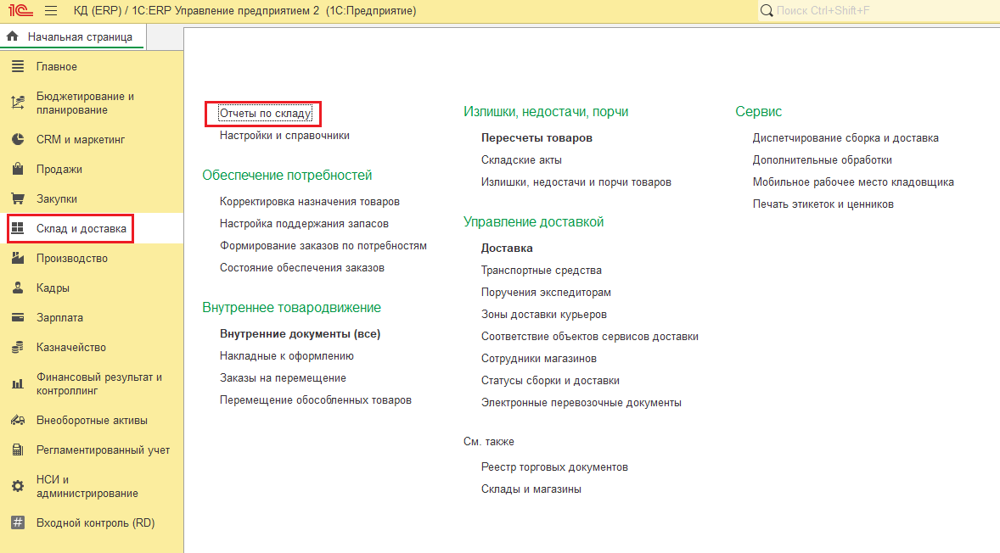 1С КД (ERP) / 1С:ERP Управление предприятием 2 (1С:Предприятие)
Поиск Ctrl+Shift+F
Начальная страница
Главное
Бюджетирование и
планирование
CRM и маркетинг
Продажи
Закупки
Склад и доставка
Производство
Кадры
Зарплата
Казначейство
Финансовый результат и
контроллинг
Внеоборотные активы
Регламентированный учет
НСИ и
администрирование
# Входной контроль (RD)
Отчеты по складу
Настройки и справочники
Обеспечение потребностей
Корректировка назначения товаров
Настройка поддержания запасов
Формирование заказов по потребностям
Состояние обеспечения заказов
Внутреннее товародвижение
Внутренние документы (все)
Накладные к оформлению
Заказы на перемещение
Перемещение обособленных товаров
Излишки, недостачи, порчи
Пересчеты товаров
Складские акты
Излишки, недостачи и порчи товаров
Управление доставкой
Доставка
Транспортные средства
Поручения экспедиторам
Зоны доставки курьеров
Соответствие объектов сервисов доставки
Сотрудники магазинов
Статусы сборки и доставки
Электронные перевозочные документы
См. также
Реестр торговых документов
Склады и магазины
Сервис
Диспетчирование сборка и доставка
Дополнительные обработки
Мобильное рабочее место кладовщика
Печать этикеток и ценников